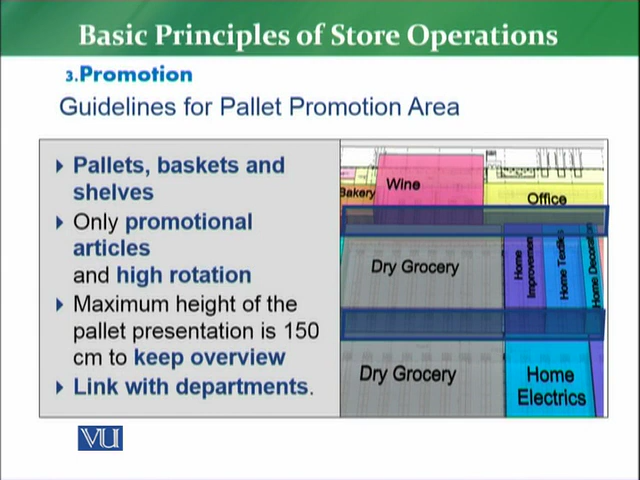 Basic Principles of Store Operations
3.Promotion
Guidelines for Pallet Promotion Area
Pallets, baskets and
shelves
Only promotional
articles
and high rotation
Maximum height of the
pallet presentation is 150
cm to keep overview
Link with departments.
Bakery
Wine
Office
Dry Grocery
Home
Improvement
Home Textiles
Home Decoration
Dry Grocery
Home
Electrics
VU